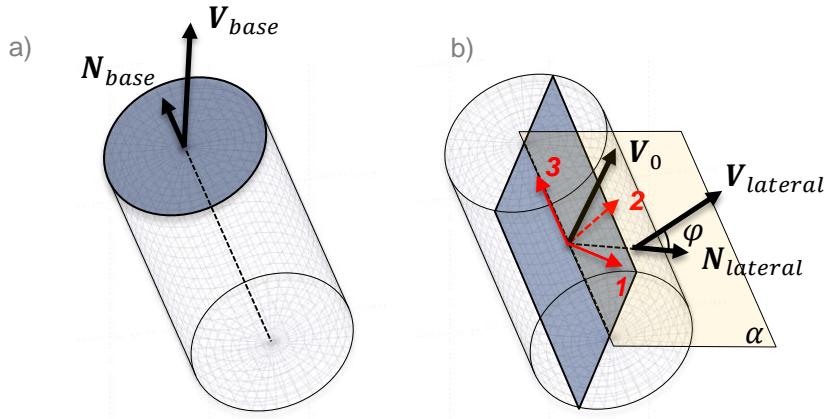 a)
V_base
N_base
b)
3
V_0
2
V_lateral
φ
N_lateral
1
α